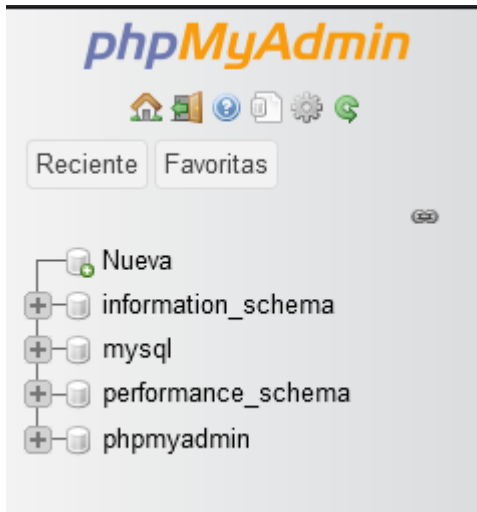 phpMyAdmin
Reciente Favoritas
Nueva
information_schema
mysql
performance_schema
phpmyadmin